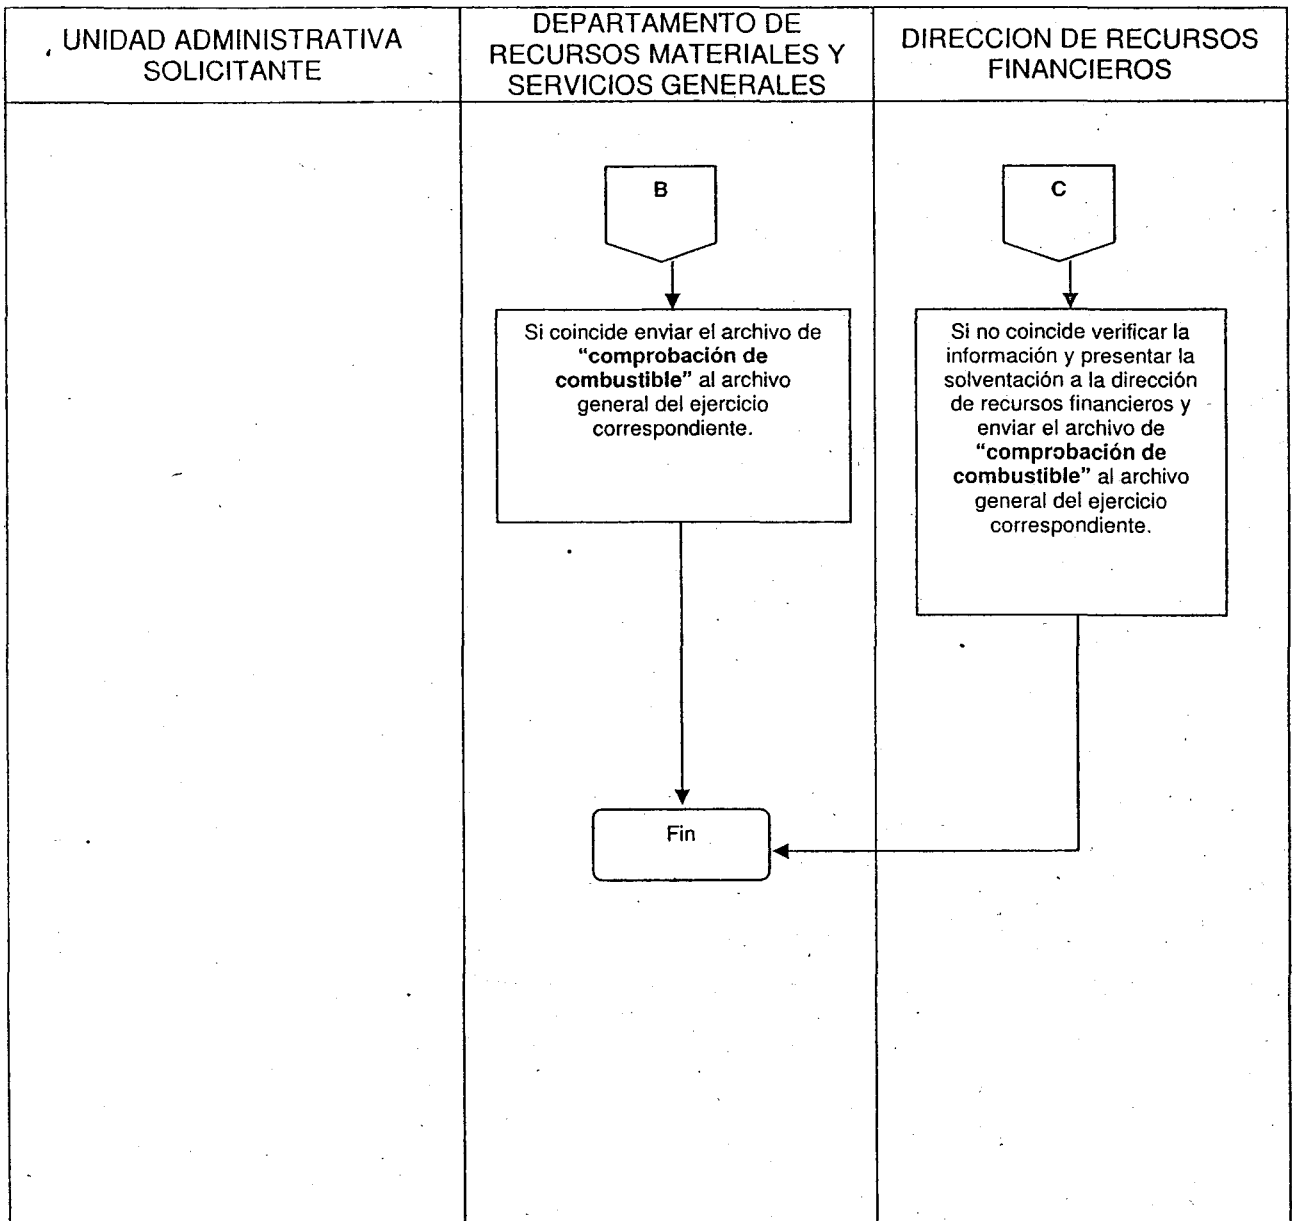 UNIDAD ADMINISTRATIVA
SOLICITANTE
DEPARTAMENTO DE
RECURSOS MATERIALES Y
SERVICIOS GENERALES
DIRECCION DE RECURSOS
FINANCIEROS
B
Si coincide enviar el archivo de
“comprobación de
combustible” al archivo
general del ejercicio
correspondiente.
C
Si no coincide verificar la
información y presentar la
solventación a la dirección
de recursos financieros y
enviar el archivo de
“comprobación de
combustible” al archivo
general del ejercicio
correspondiente.
Fin